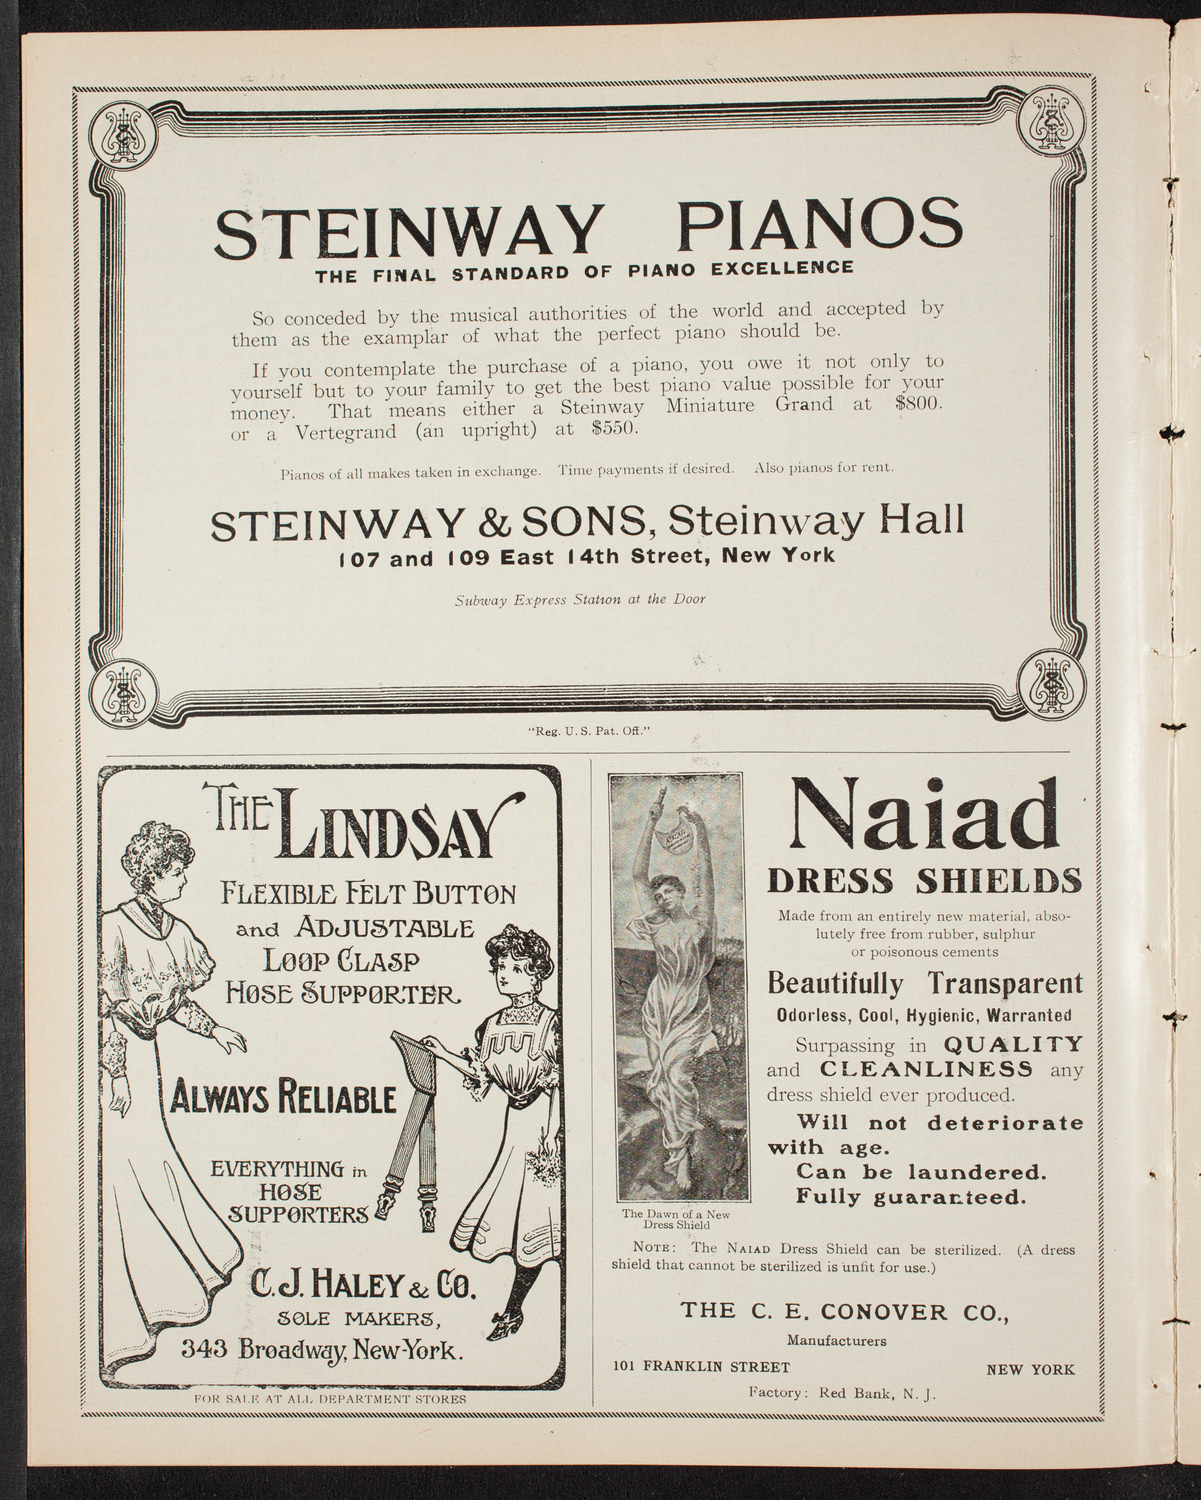 STEINWAY PIANOS
THE FINAL STANDARD OF PIANO EXCELLENCE
So conceded by the musical authorities of the world and accepted by
them as the examplar of what the perfect piano should be.
If you contemplate the purchase of a piano, you owe it not only to
yourself but to your family to get the best piano value possible for your
money. That means either a Steinway Miniature Grand at $800.
or a Vertegrand (an upright) at $550.
Pianos of all makes taken in exchange. Time payments if desired. Also pianos for rent.
STEINWAY & SONS, Steinway Hall
107 and 109 East 14th Street, New York
Subway Express Station at the Door
"Reg. U. S. Pat. Off."
THE LINDSAY
FLEXIBLE FELT BUTTON
and ADJUSTABLE
LOOP CLASP
HOSE SUPPORTER.
ALWAYS RELIABLE
EVERYTHING in
HOSE
SUPPORTERS
C. J. HALEY & CO.
SOLE MAKERS,
343 Broadway, New-York.
FOR SALE AT ALL DEPARTMENT STORES
NAIAD
The Dawn of a New
Dress Shield
Naiad
DRESS SHIELDS
Made from an entirely new material, abso-
lutely free from rubber, sulphur
or poisonous cements
Beautifully Transparent
Odorless, Cool, Hygienic, Warranted
Surpassing in QUALITY
and CLEANLINESS any
dress shield ever produced.
Will not deteriorate
with age.
Can be laundered.
Fully guaranteed.
NOTE: The NAIAD Dress Shield can be sterilized. (A dress
shield that cannot be sterilized is unfit for use.)
THE C. E. CONOVER CO.,
Manufacturers
101 FRANKLIN STREET NEW YORK
Factory: Red Bank, N. J.